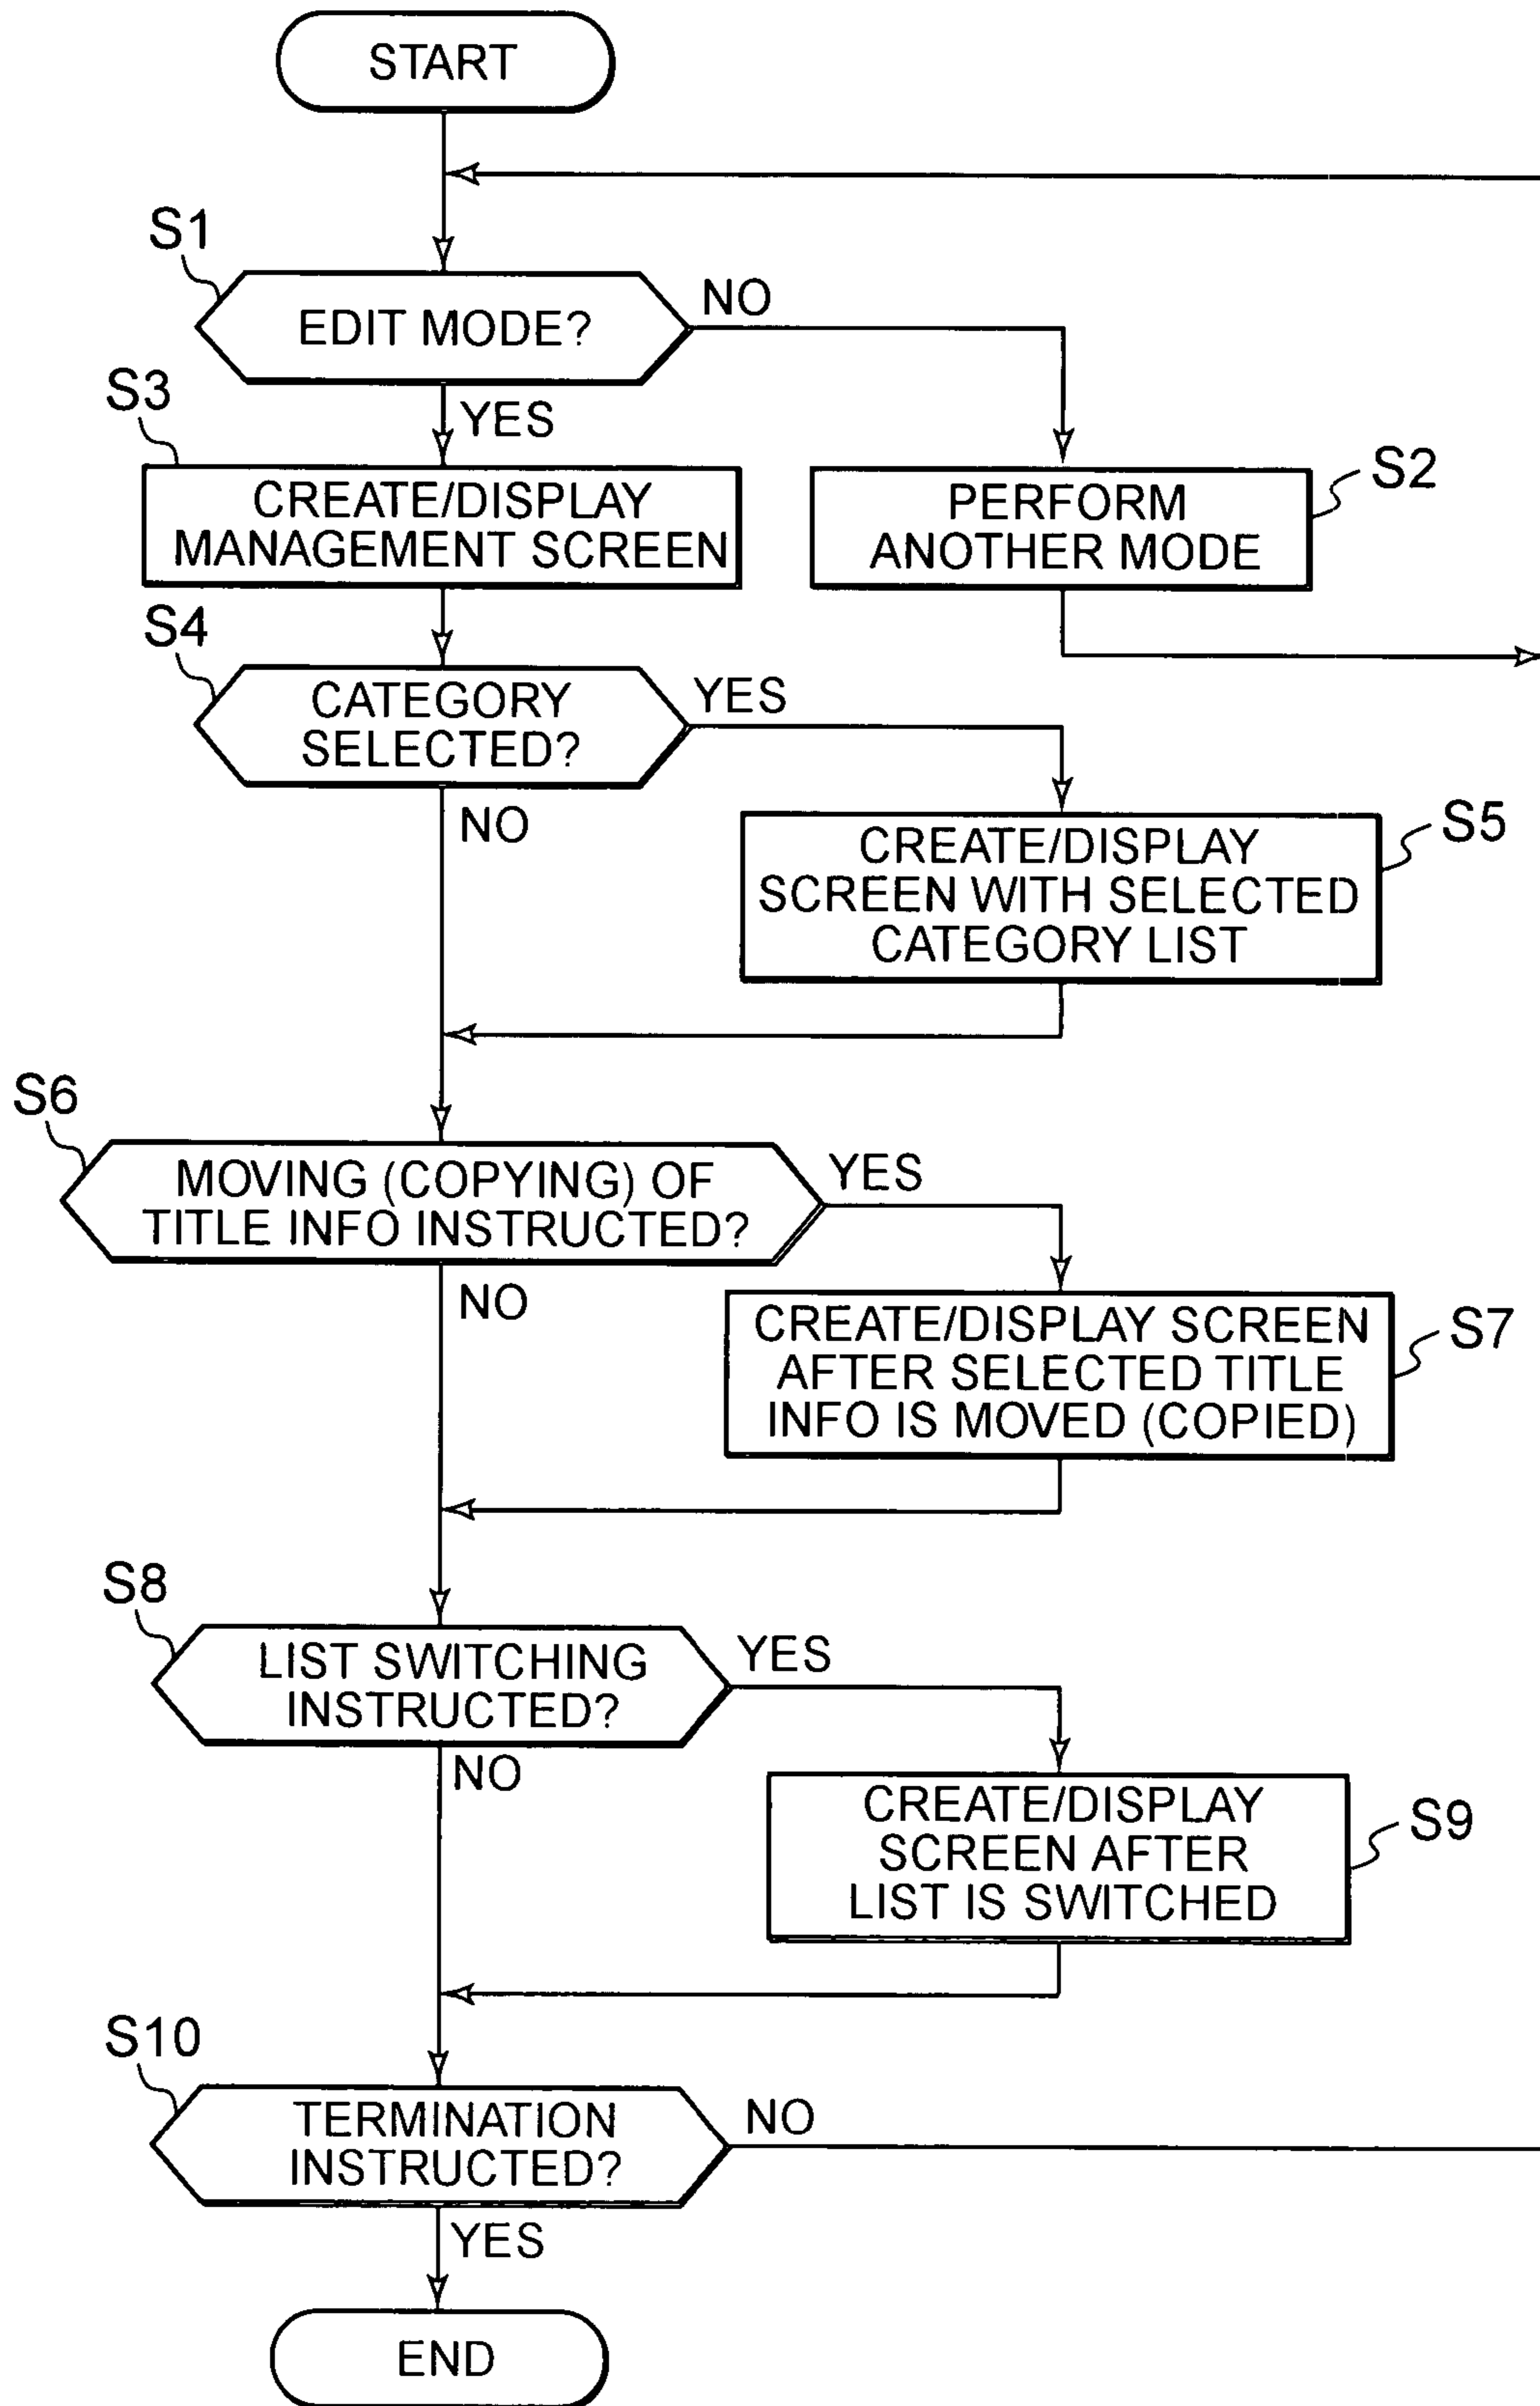 START
S1
EDIT MODE?
NO
YES
S3
CREATE/DISPLAY
MANAGEMENT SCREEN
S2
PERFORM
ANOTHER MODE
S4
CATEGORY
SELECTED?
YES
NO
S5
CREATE/DISPLAY
SCREEN WITH SELECTED
CATEGORY LIST
S6
MOVING (COPYING) OF
TITLE INFO INSTRUCTED?
YES
NO
S7
CREATE/DISPLAY SCREEN
AFTER SELECTED TITLE
INFO IS MOVED (COPIED)
S8
LIST SWITCHING
INSTRUCTED?
YES
NO
S9
CREATE/DISPLAY
SCREEN AFTER
LIST IS SWITCHED
S10
TERMINATION
INSTRUCTED?
NO
YES
END